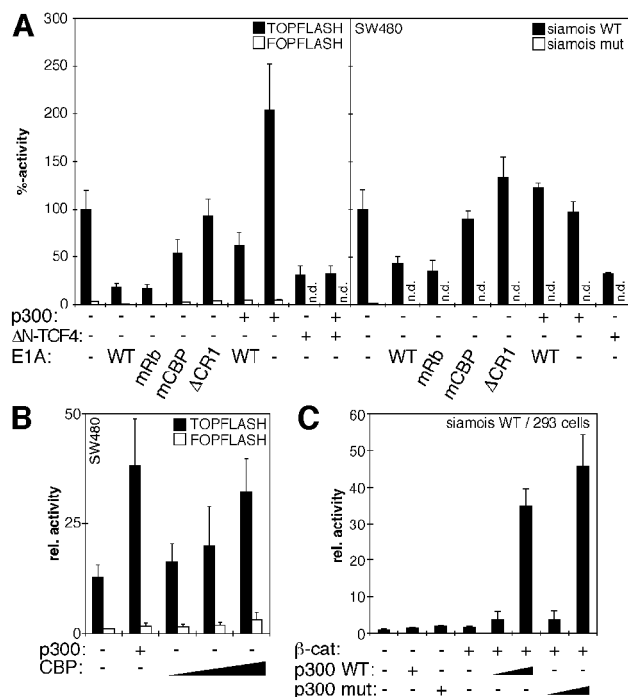 A
300
250
200
150
100
50
0
%-activity
TOPFLASH
FOPFLASH
SW480
siamois WT
siamois mut
n.d. n.d. n.d. n.d. n.d. n.d. n.d. n.d. n.d. n.d.
p300: - - - - - + + - + - - - - - + + -
ΔN-TCF4: - - - - - - - + + - - - - - - - +
E1A: - WT mRb mCBP ΔCR1 WT - - - - WT mRb mCBP ΔCR1 WT - -
B
50
25
0
rel. activity
SW480
TOPFLASH
FOPFLASH
p300: - + - - -
CBP: - -
C
60
50
40
30
20
10
0
rel. activity
siamois WT / 293 cells
β-cat: - - - + + + + +
p300 WT: - + - - - -
p300 mut: - - + - - -